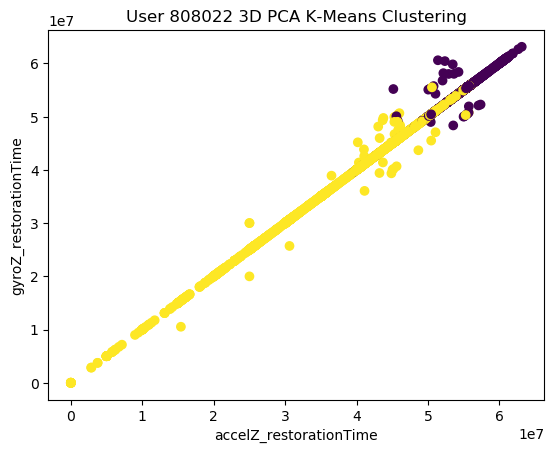 User 808022 3D PCA K-Means Clustering
1e7
6
5
4
3
2
1
0
gyroZ_restorationTime
0
1
2
3
4
5
6
accelZ_restorationTime
1e7